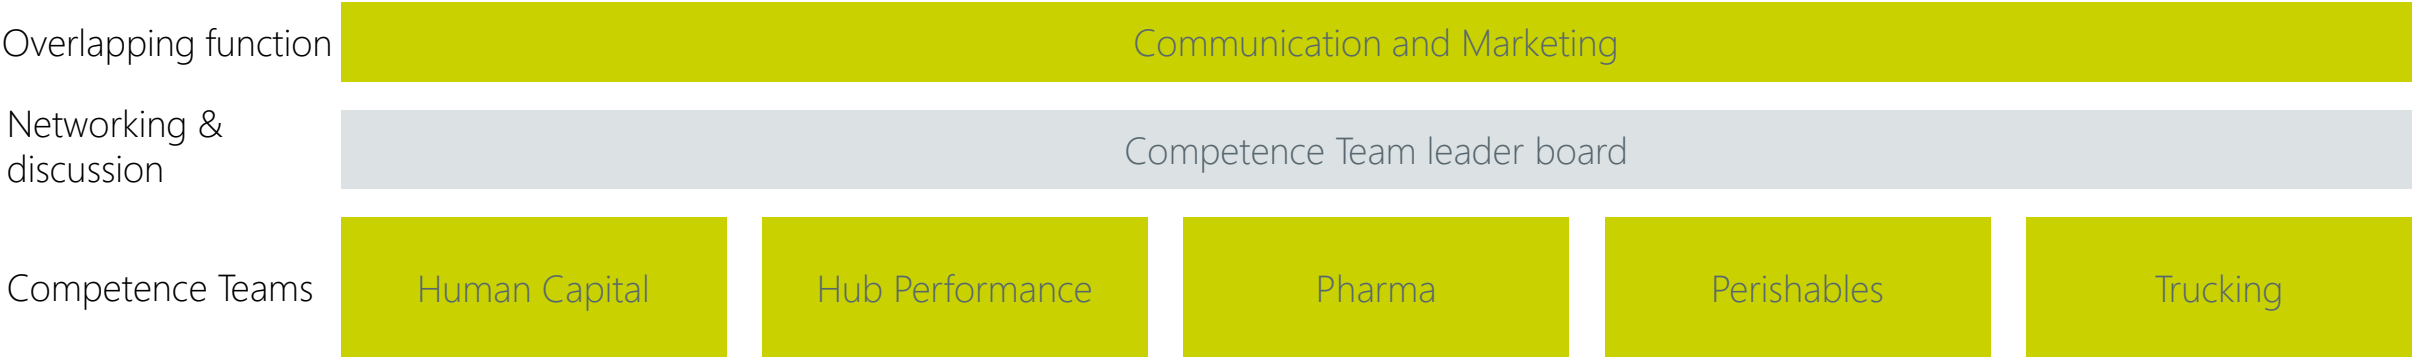 Overlapping function
Communication and Marketing
Networking &
discussion
Competence Team leader board
Competence Teams
Human Capital
Hub Performance
Pharma
Perishables
Trucking